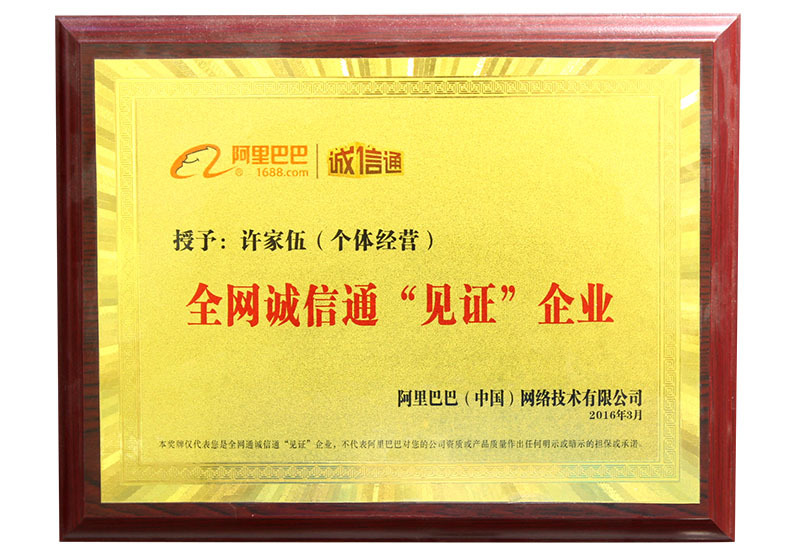 阿里巴巴 诚信通
1688.com
授予：许家伍（个体经营）
全网诚信通“见证”企业
阿里巴巴（中国）网络技术有限公司
2016年3月
本奖牌仅代表您是全网通诚信通“见证”企业，不代表阿里巴巴对您的公司资质或产品质量作出任何明示或暗示的担保或承诺。